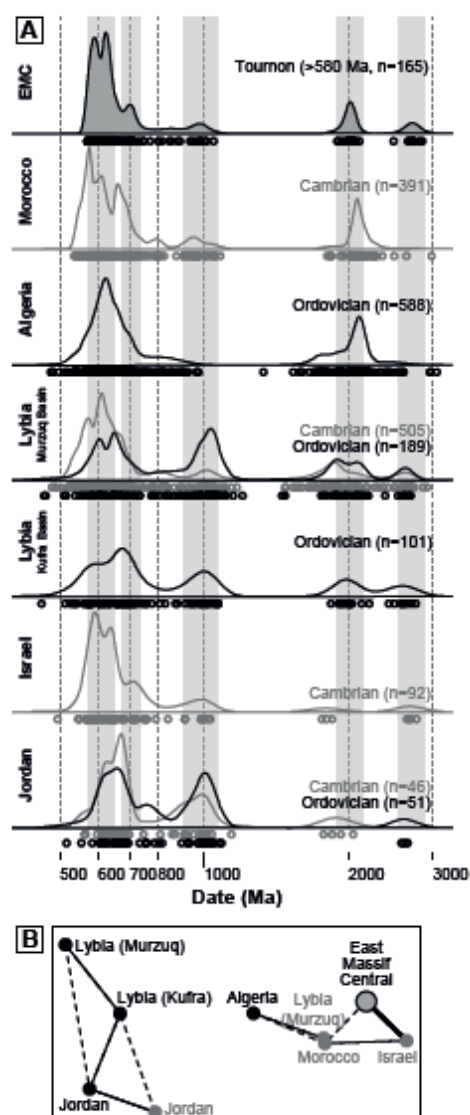 A
EMC
Tournon (>580 Ma, n=165)
Morocco
Cambrian (n=391)
Algeria
Ordovician (n=588)
Lybia
Murzuq Basin
Cambrian (n=505)
Ordovician (n=189)
Lybia
Kufra Basin
Ordovician (n=101)
Israel
Cambrian (n=92)
Jordan
Cambrian (n=46)
Ordovician (n=51)
500 600 700 800 1000 2000 3000
Date (Ma)
B
Lybia (Murzuq)
Lybia (Kufra)
Jordan
Jordan
Algeria
Lybia
(Murzuq)
Morocco
East
Massif
Central
Israel